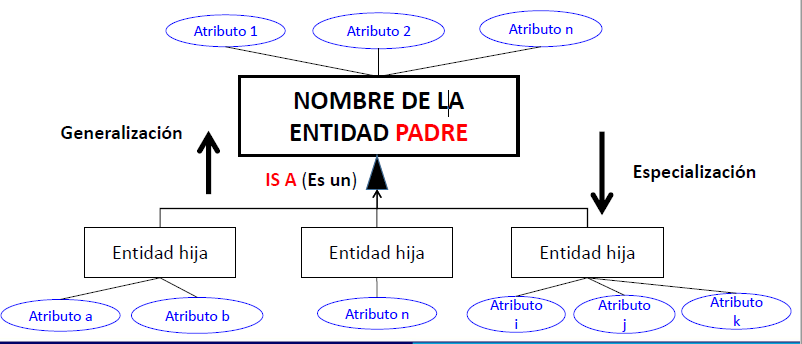 Atributo 1
Atributo 2
Atributo n
NOMBRE DE LA
ENTIDAD PADRE
Generalización
Especialización
IS A (Es un)
Entidad hija
Entidad hija
Entidad hija
Atributo a
Atributo b
Atributo n
Atributo
i
Atributo
j
Atributo
k